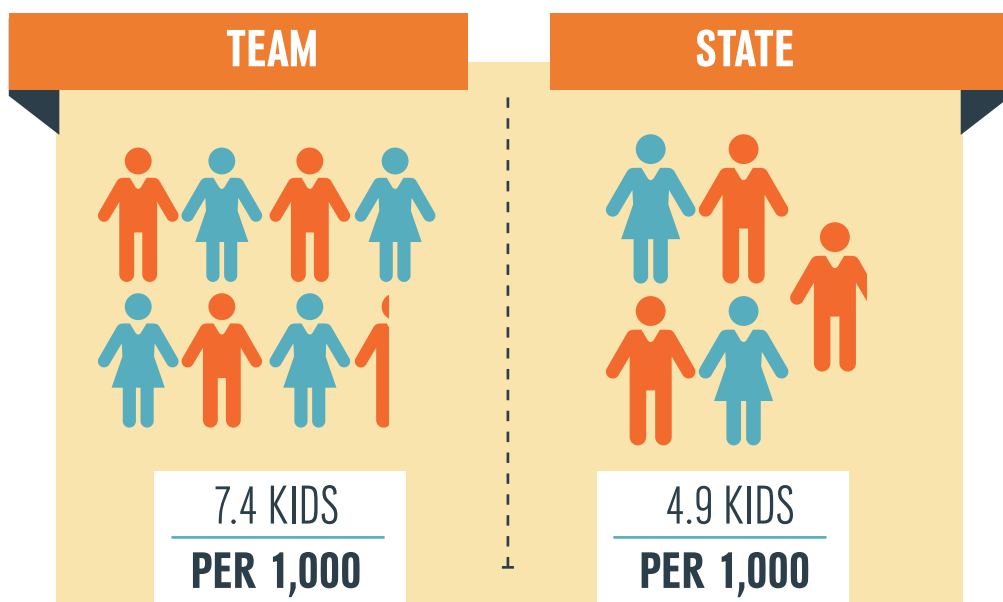 TEAM
STATE
7.4 KIDS
PER 1,000
4.9 KIDS
PER 1,000